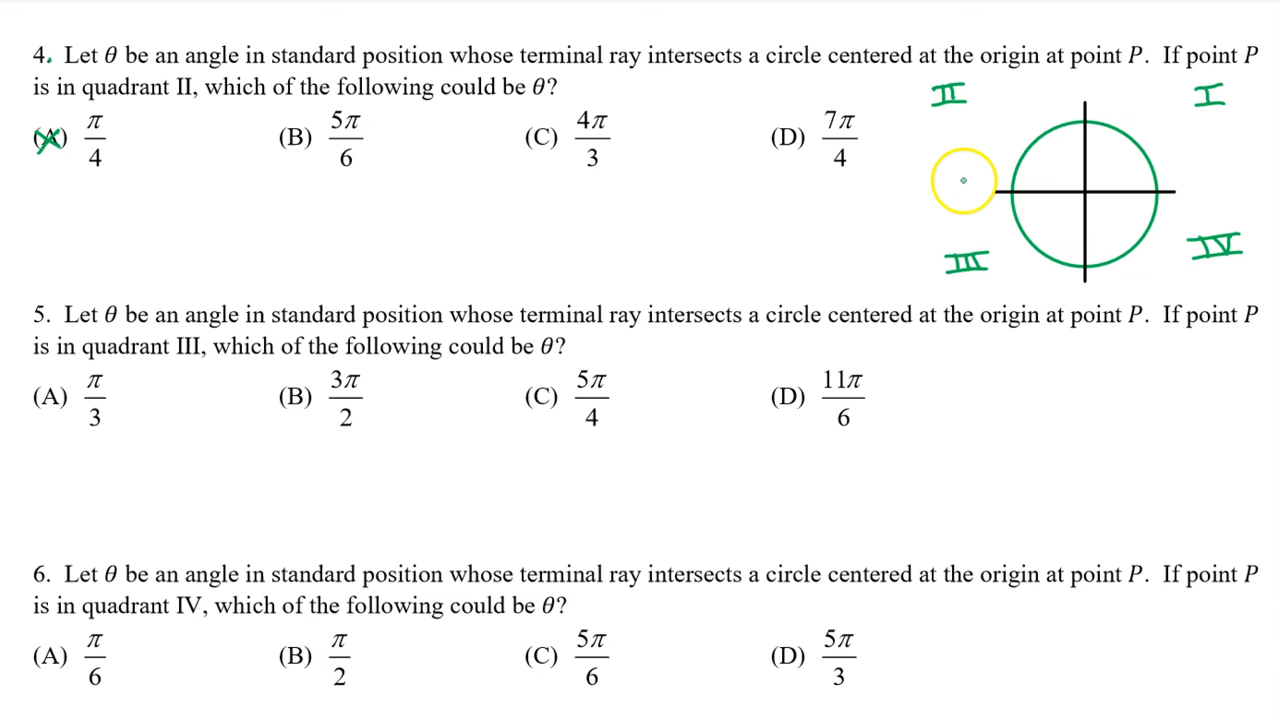 4. Let θ be an angle in standard position whose terminal ray intersects a circle centered at the origin at point P. If point P
is in quadrant II, which of the following could be θ?
(A) π/4 (B) 5π/6 (C) 4π/3 (D) 7π/4
II I
III IV
5. Let θ be an angle in standard position whose terminal ray intersects a circle centered at the origin at point P. If point P
is in quadrant III, which of the following could be θ?
(A) π/3 (B) 3π/2 (C) 5π/4 (D) 11π/6
6. Let θ be an angle in standard position whose terminal ray intersects a circle centered at the origin at point P. If point P
is in quadrant IV, which of the following could be θ?
(A) π/6 (B) π/2 (C) 5π/6 (D) 5π/3